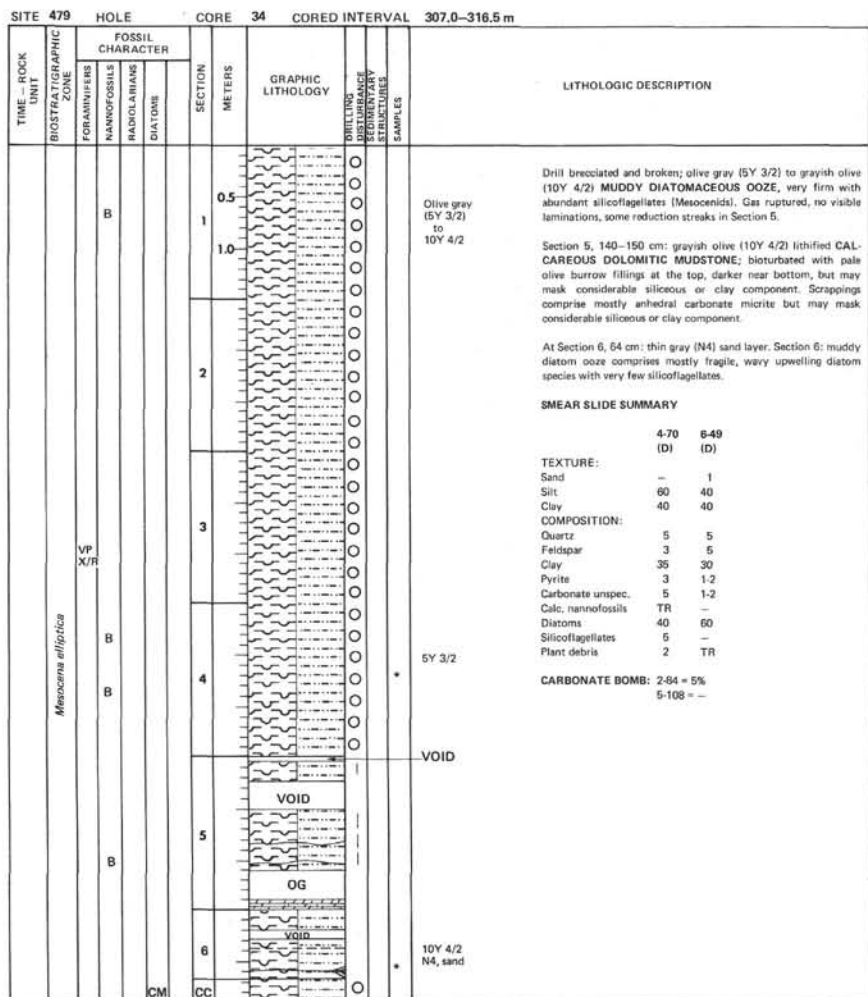 SITE 479 HOLE CORE 34 CORED INTERVAL 307.0–316.5 m
TIME – ROCK UNIT
BIOSTRATIGRAPHIC ZONE
FOSSIL CHARACTER
FORAMINIFERS
NANNOFOSSILS
RADIOLARIANS
DIATOMS
SECTION
METERS
GRAPHIC LITHOLOGY
DRILLING DISTURBANCE
SEDIMENTARY STRUCTURES
SAMPLES
LITHOLOGIC DESCRIPTION
Mesocena elliptica
B
VP
X/R
B
B
B
CM
1
0.5
1.0
2
3
4
5
6
CC
VOID
OG
VOID
Olive gray
(5Y 3/2)
to
10Y 4/2
5Y 3/2
*
VOID
10Y 4/2
N4, sand
*
Drill brecciated and broken; olive gray (5Y 3/2) to grayish olive
(10Y 4/2) MUDDY DIATOMACEOUS OOZE, very firm with
abundant silicoflagellates (Mesocenids). Gas ruptured, no visible
laminations, some reduction streaks in Section 5.
Section 5, 140–150 cm: grayish olive (10Y 4/2) lithified CAL-
CAREOUS DOLOMITIC MUDSTONE; bioturbated with pale
olive burrow fillings at the top, darker near bottom, but may
mask considerable siliceous or clay component. Scrappings
comprise mostly anhedral carbonate micrite but may mask
considerable siliceous or clay component.
At Section 6, 64 cm: thin gray (N4) sand layer. Section 6: muddy
diatom ooze comprises mostly fragile, wavy upwelling diatom
species with very few silicoflagellates.
SMEAR SLIDE SUMMARY
4-70 6-49
(D) (D)
TEXTURE:
Sand – 1
Silt 60 40
Clay 40 40
COMPOSITION:
Quartz 5 5
Feldspar 3 5
Clay 35 30
Pyrite 3 1-2
Carbonate unspec. 5 1-2
Calc. nannofossils TR –
Diatoms 40 60
Silicoflagellates 5 –
Plant debris 2 TR
CARBONATE BOMB: 2-84 = 5%
5-108 = –